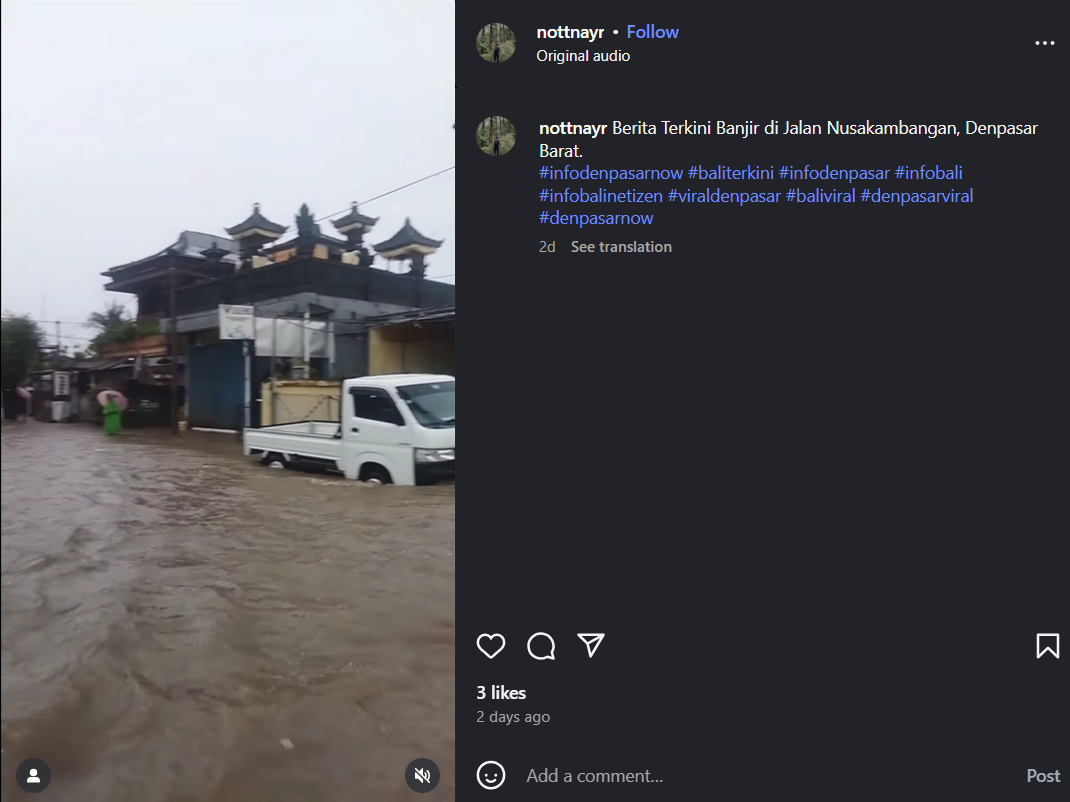 nottnayr • Follow
Original audio
nottnayr Berita Terkini Banjir di Jalan Nusakambangan, Denpasar
Barat.
#infodenpasarnow #baliterkini #infodenpasar #infobali
#infobalinetizen #viraldenpasar #baliviral #denpasarviral
#denpasarnow
2d See translation
3 likes
2 days ago
Add a comment...
Post